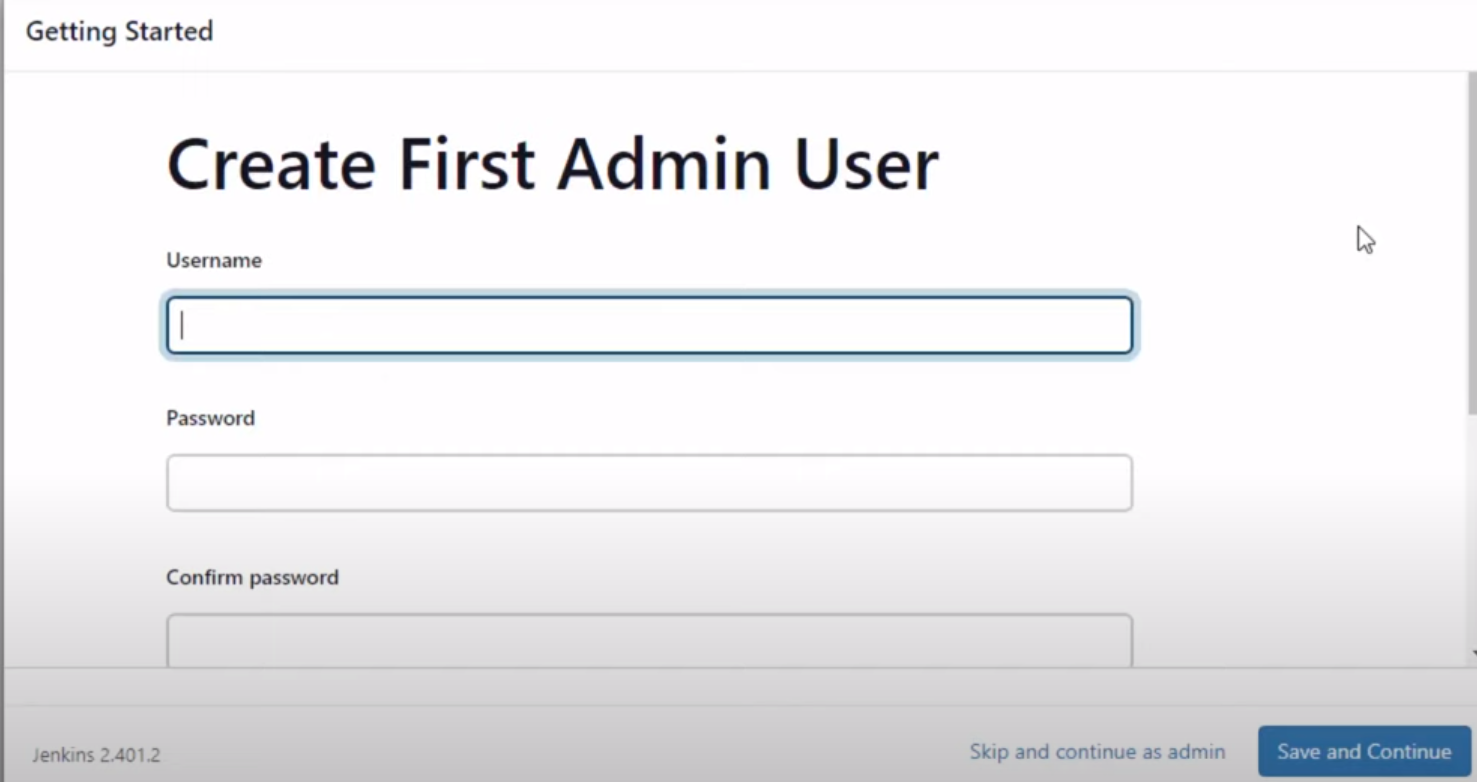 Getting Started
Create First Admin User
Username
Password
Confirm password
Jenkins 2.401.2
Skip and continue as admin
Save and Continue